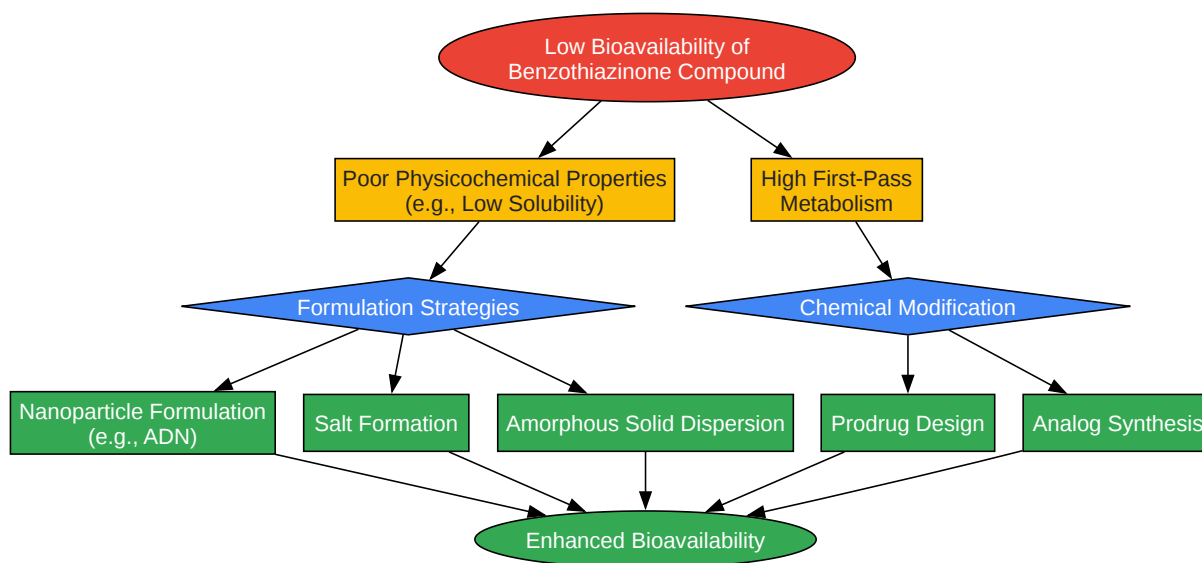 Low Bioavailability of
Benzothiazinone Compound
Poor Physicochemical Properties
(e.g., Low Solubility)
High First-Pass
Metabolism
Formulation Strategies
Chemical Modification
Nanoparticle Formulation
(e.g., ADN)
Salt Formation
Amorphous Solid Dispersion
Prodrug Design
Analog Synthesis
Enhanced Bioavailability